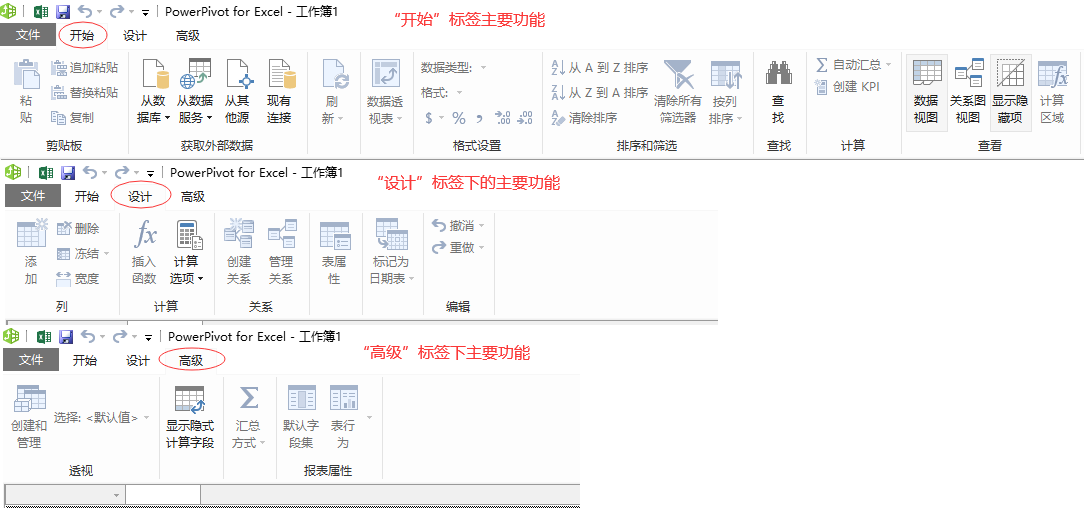 PowerPivot for Excel - 工作簿1
“开始”标签主要功能
文件 开始 设计 高级
粘贴 追加粘贴 替换粘贴 复制
从数据库 从数据服务 从其他源 现有连接
刷新
数据透视表
数据类型:
格式:
$ % , .00 .00
从 A 到 Z 排序
从 Z 到 A 排序
清除排序
清除所有筛选器
按列排序
查找
自动汇总
创建 KPI
数据视图 关系图视图 显示隐藏项 计算区域
剪贴板 获取外部数据 格式设置 排序和筛选 查找 计算 查看
PowerPivot for Excel - 工作簿1
“设计”标签下的主要功能
文件 开始 设计 高级
添加 删除 冻结 宽度
fx 插入函数 计算选项
创建关系 管理关系
表属性
标记为日期表
撤消
重做
列 计算 关系 编辑
PowerPivot for Excel - 工作簿1
“高级”标签下主要功能
文件 开始 设计 高级
创建和管理 选择: <默认值>
显示隐式计算字段
Σ 汇总方式
默认字段集 表行为
透视 报表属性